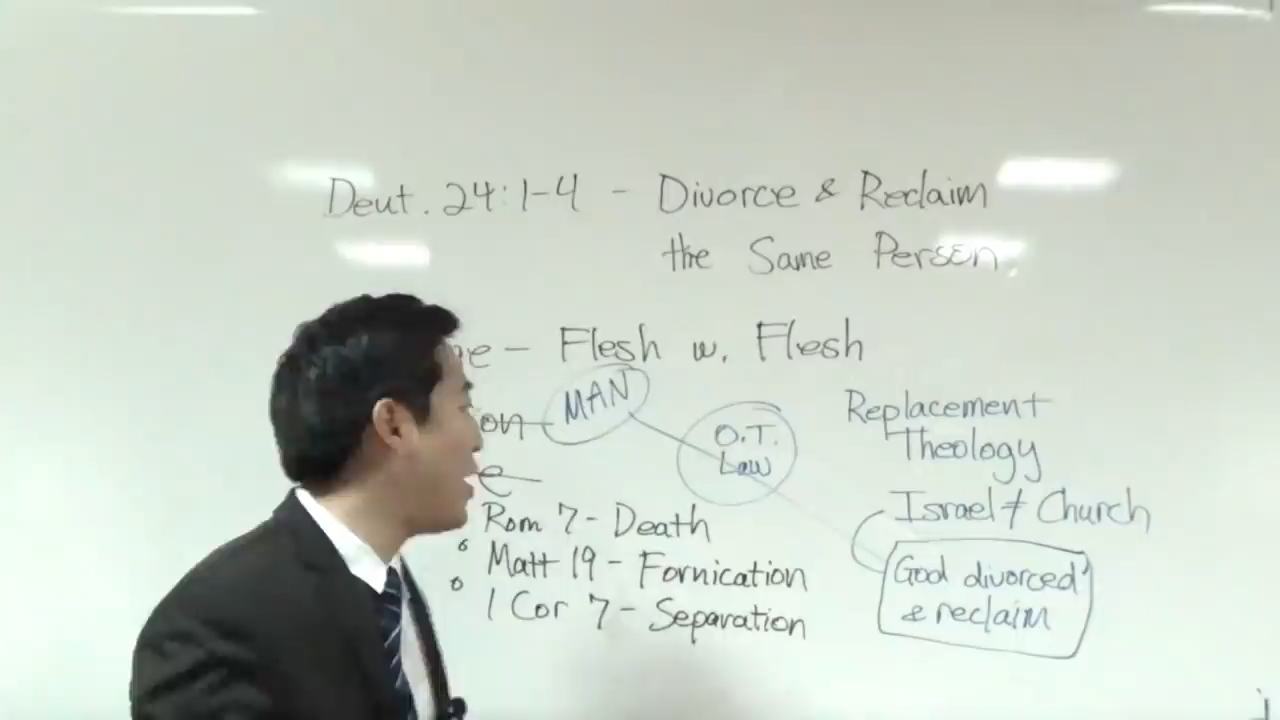 Deut. 24:1-4 - Divorce & Reclaim
the Same Person.
e - Flesh w. Flesh
on MAN
O.T.
Law
e
Rom 7 - Death
Matt 19 - Fornication
1 Cor 7 - Separation
Replacement
Theology
Israel ≠ Church
God divorced
& reclaim